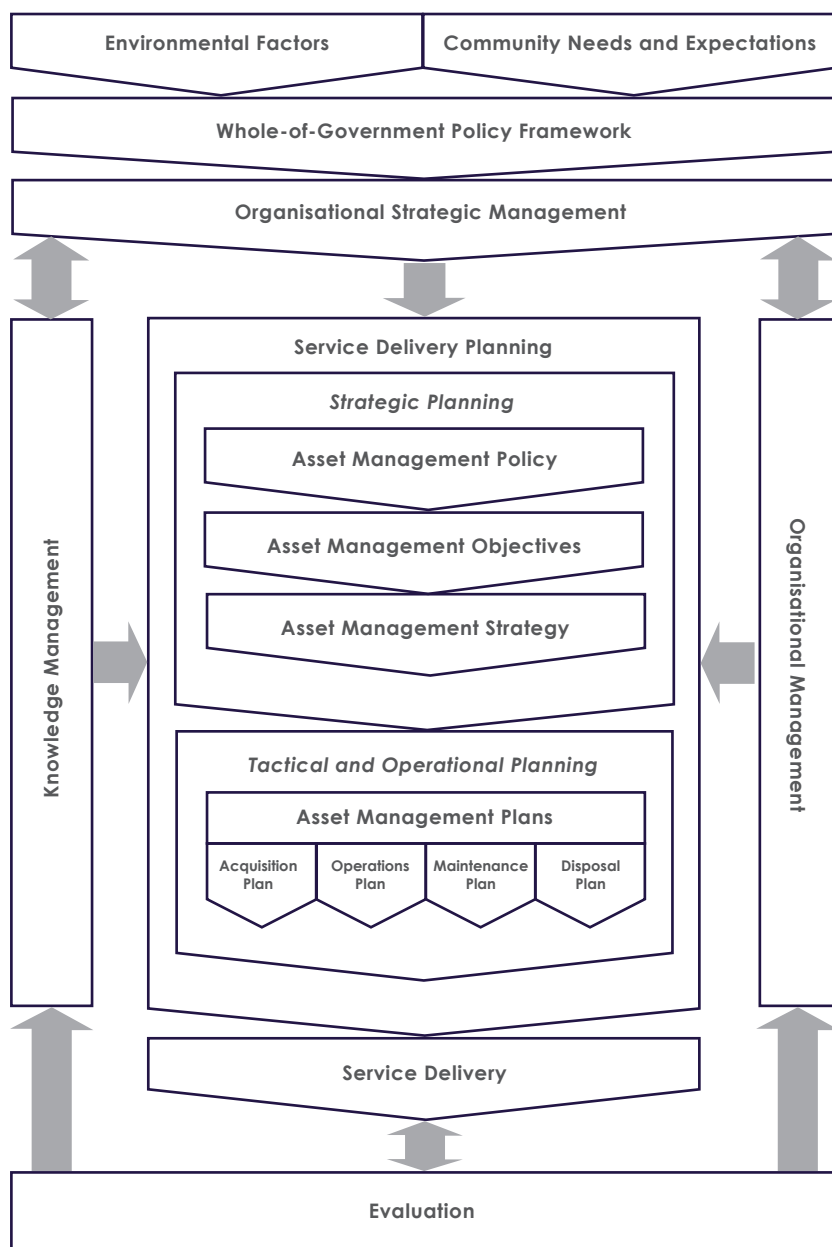 Environmental Factors
Community Needs and Expectations
Whole-of-Government Policy Framework
Organisational Strategic Management
Service Delivery Planning
Strategic Planning
Asset Management Policy
Asset Management Objectives
Asset Management Strategy
Knowledge Management
Organisational Management
Tactical and Operational Planning
Asset Management Plans
Acquisition
Plan
Operations
Plan
Maintenance
Plan
Disposal
Plan
Service Delivery
Evaluation